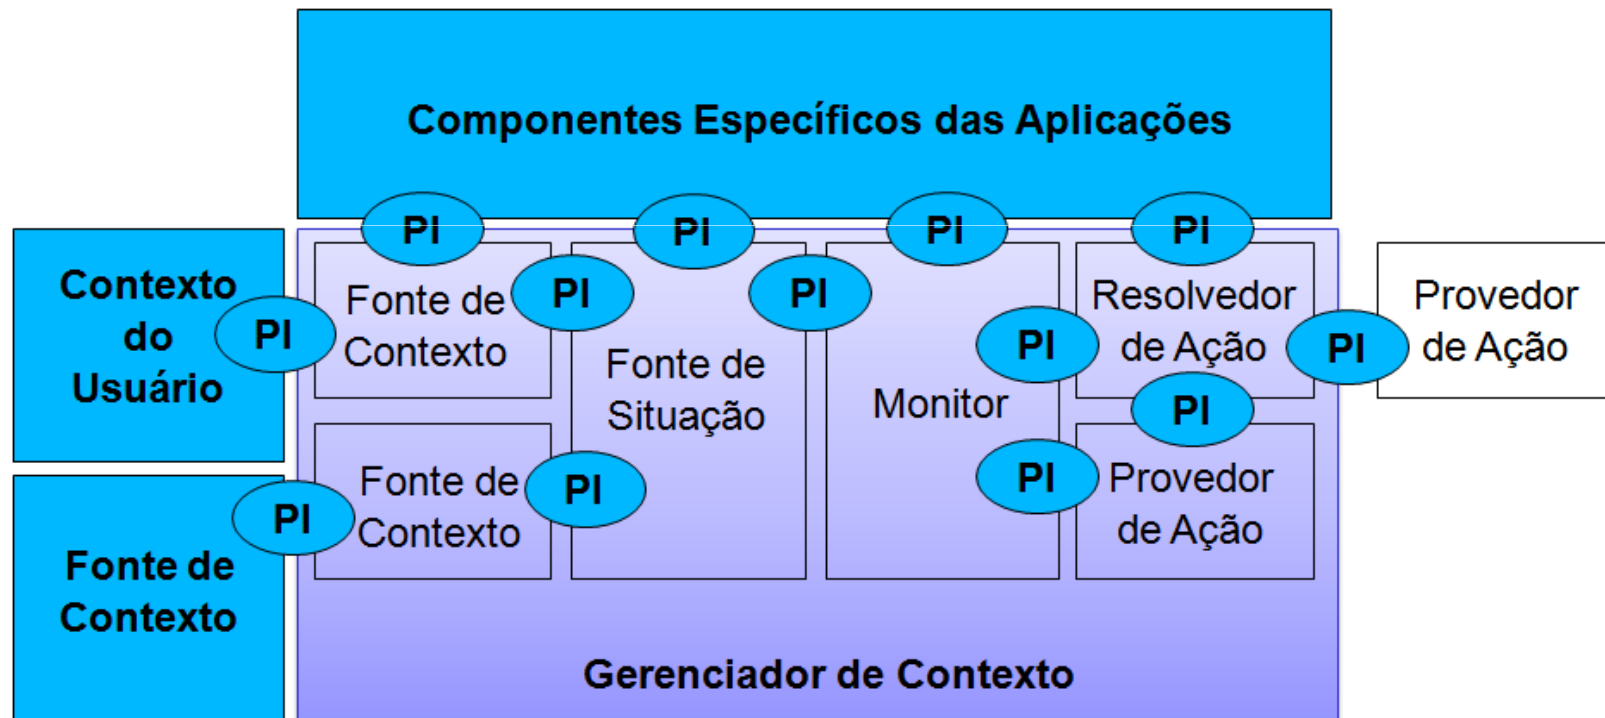 Componentes Específicos das Aplicações
PI
PI
PI
PI
Contexto
do
Usuário
PI
Fonte de
Contexto
PI
Fonte de
Situação
PI
Monitor
PI
Resolvedor
de Ação
PI
Provedor
de Ação
Fonte de
Contexto
PI
Fonte de
Contexto
PI
PI
PI
Provedor
de Ação
Gerenciador de Contexto